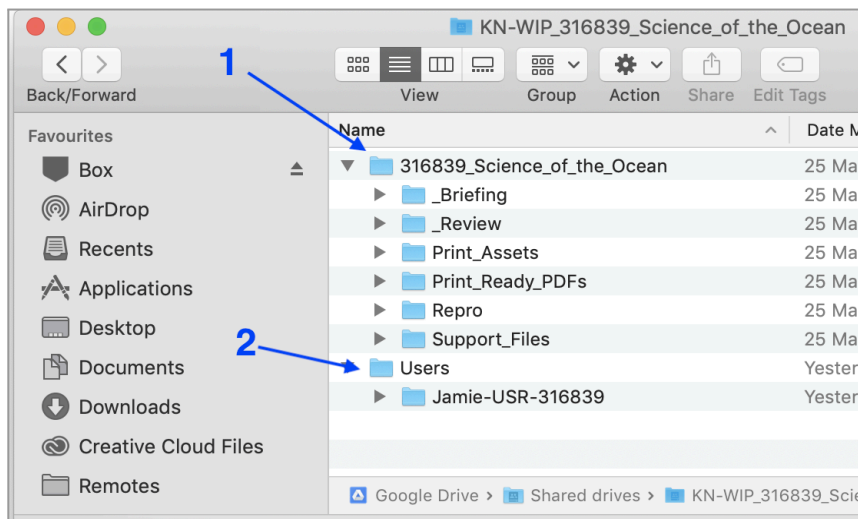 KN-WIP_316839_Science_of_the_Ocean
1
Back/Forward
View
Group
Action
Share
Edit Tags
Favourites
Box
AirDrop
Recents
Applications
Desktop
Documents
Downloads
Creative Cloud Files
Remotes
Name
Date M
316839_Science_of_the_Ocean 25 Ma
_Briefing 25 Ma
_Review 25 Ma
Print_Assets 25 Ma
Print_Ready_PDFs 25 Ma
Repro 25 Ma
Support_Files 25 Ma
2
Users Yester
Jamie-USR-316839 Yester
Google Drive › Shared drives › KN-WIP_316839_Scie